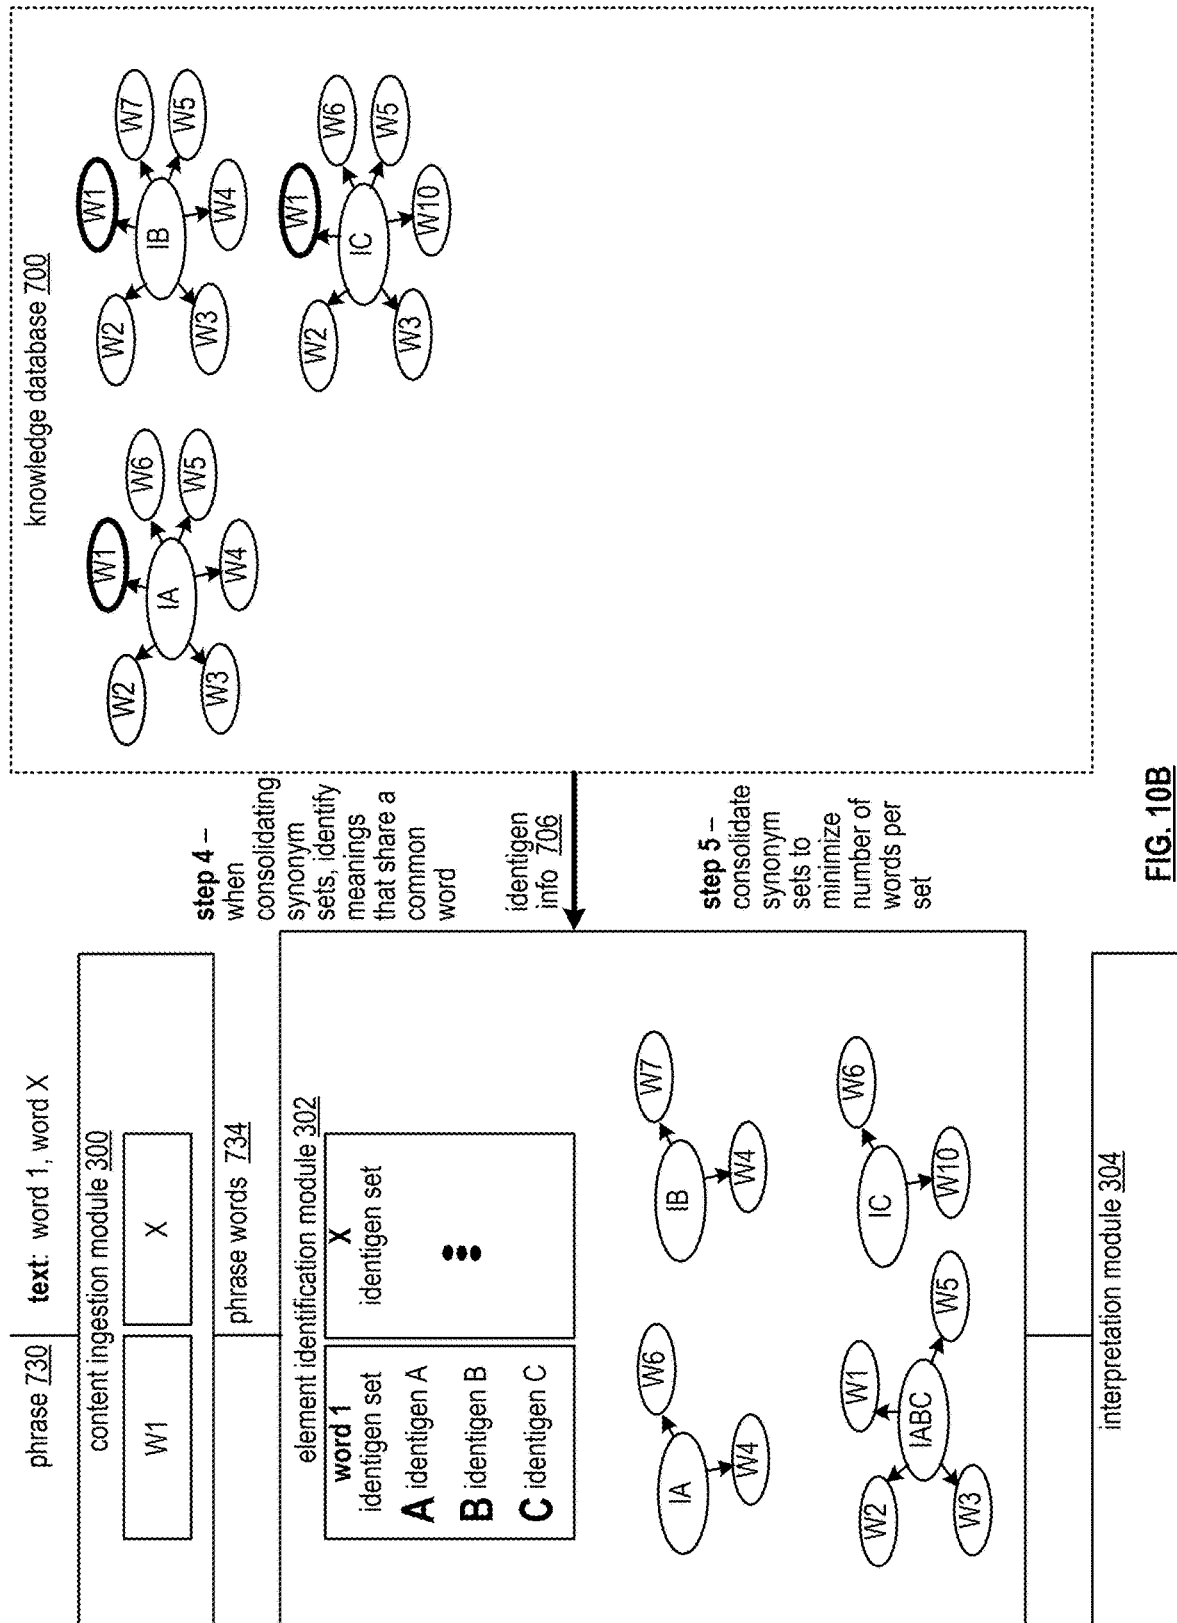 phrase 730
text: word 1, word X
content ingestion module 300
W1
X
phrase words 734
element identification module 302
word 1
identigen set
A identigen A
B identigen B
C identigen C
X
identigen set
IA
W6
W4
IB
W7
W4
W2
W1
W5
IABC
W3
IC
W6
W10
interpretation module 304
step 4 –
when
consolidating
synonym
sets, identify
meanings
that share a
common
word
identigen
info 706
step 5 –
consolidate
synonym
sets to
minimize
number of
words per
set
knowledge database 700
W2
W1
W6
IA
W5
W3
W4
W2
W1
W7
IB
W5
W3
W4
W2
W1
W6
IC
W5
W3
W10
FIG. 10B